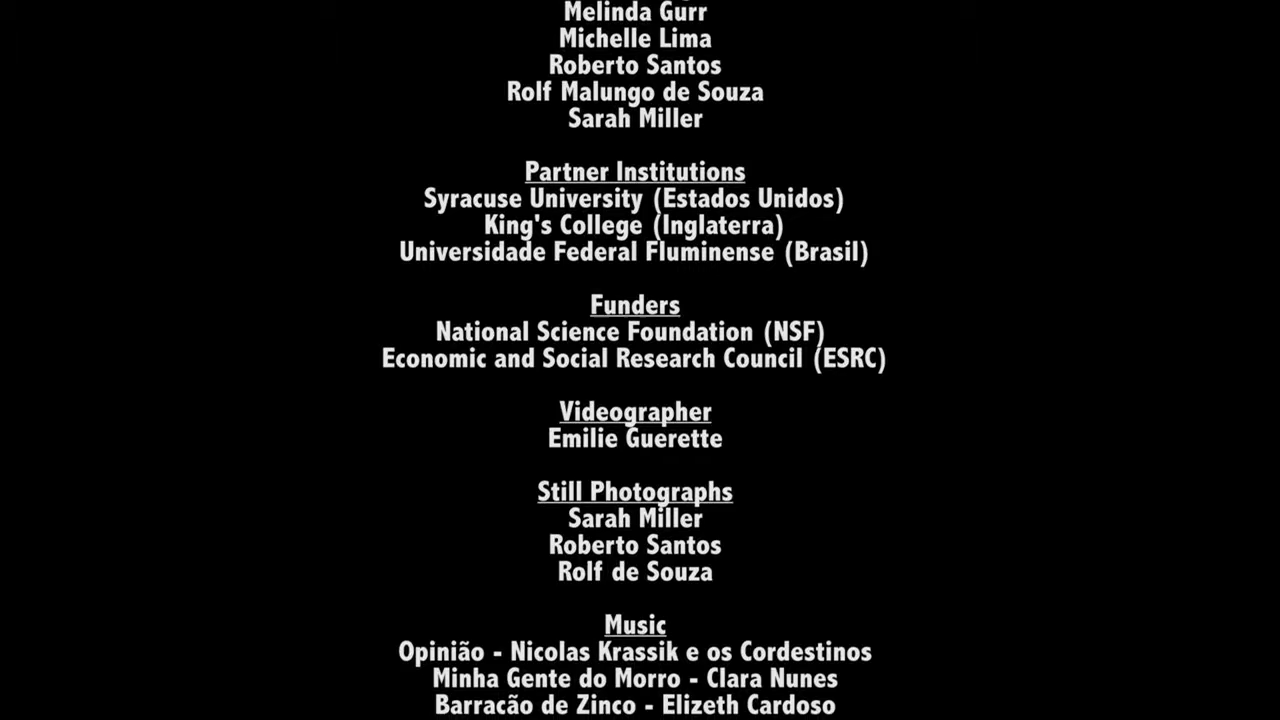 Melinda Gurr
Michelle Lima
Roberto Santos
Rolf Malungo de Souza
Sarah Miller
Partner Institutions
Syracuse University (Estados Unidos)
King's College (Inglaterra)
Universidade Federal Fluminense (Brasil)
Funders
National Science Foundation (NSF)
Economic and Social Research Council (ESRC)
Videographer
Emilie Guerette
Still Photographs
Sarah Miller
Roberto Santos
Rolf de Souza
Music
Opinião - Nicolas Krassik e os Cordestinos
Minha Gente do Morro - Clara Nunes
Barracão de Zinco - Elizeth Cardoso